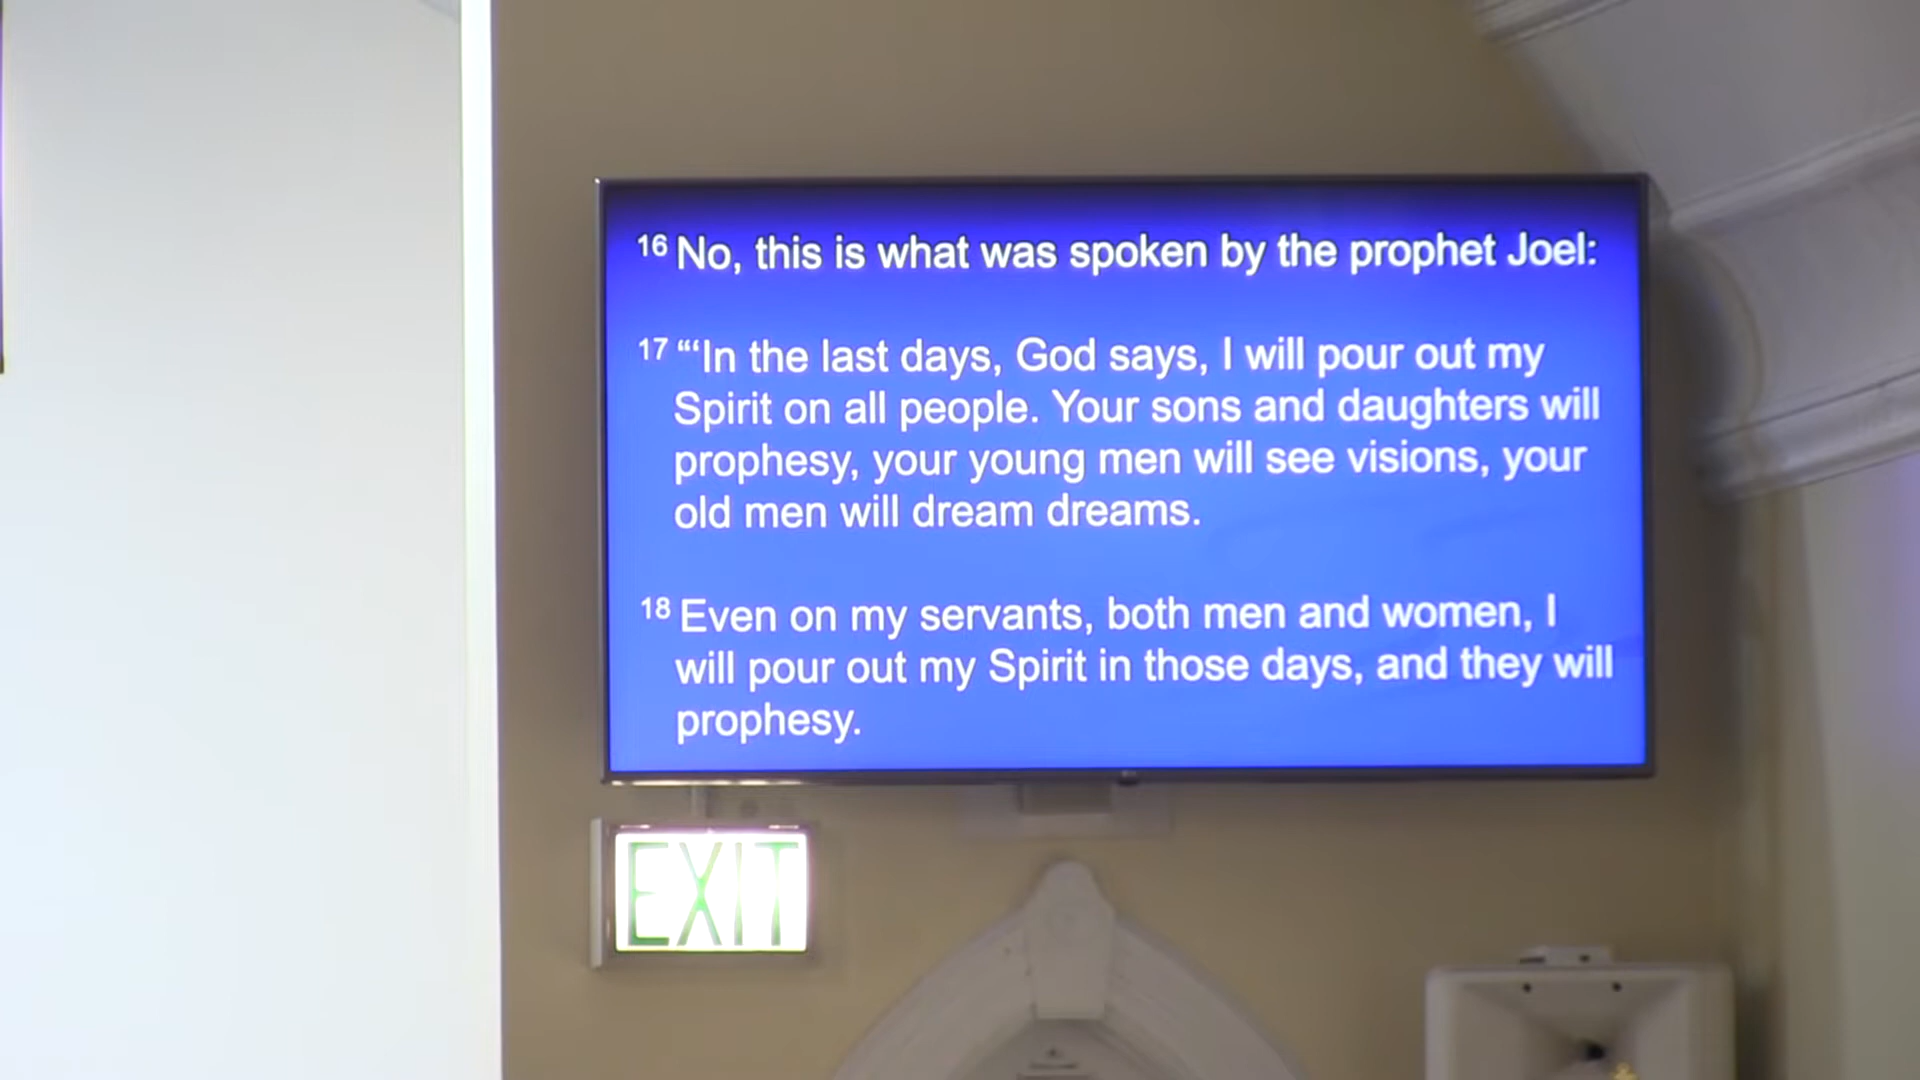 16 No, this is what was spoken by the prophet Joel:
17 “‘In the last days, God says, I will pour out my
Spirit on all people. Your sons and daughters will
prophesy, your young men will see visions, your
old men will dream dreams.
18 Even on my servants, both men and women, I
will pour out my Spirit in those days, and they will
prophesy.
EXIT